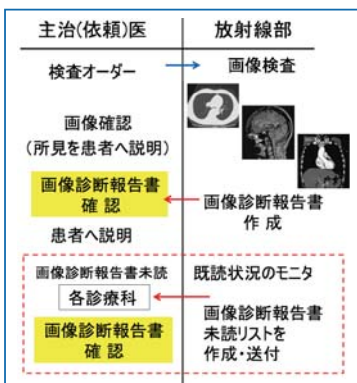 主治(依頼)医
放射線部
検査オーダー
画像検査
画像確認
(所見を患者へ説明)
画像診断報告書
確 認
画像診断報告書
作 成
患者へ説明
画像診断報告書未読
既読状況のモニタ
各診療科
画像診断報告書
未読リストを
作成・送付
画像診断報告書
確 認